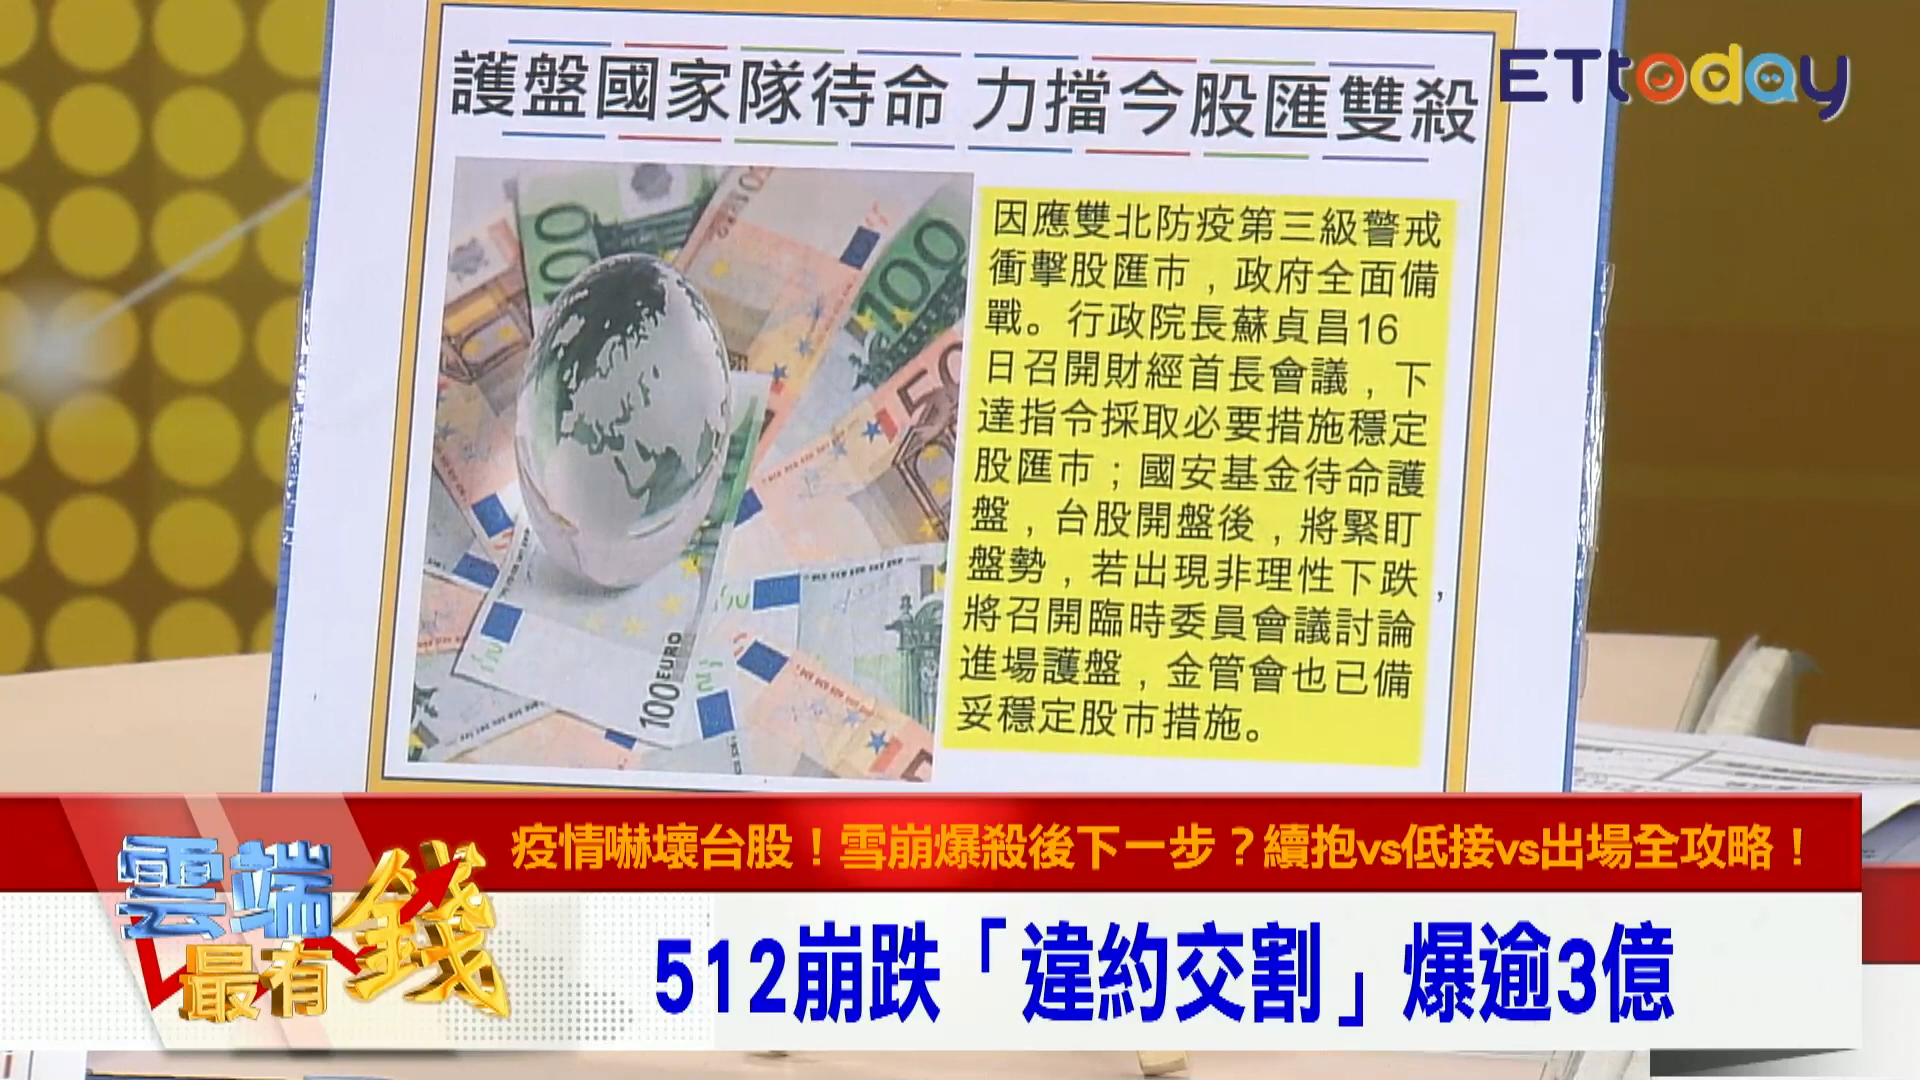 護盤國家隊待命 力擋今股匯雙殺
ETtoday
因應雙北防疫第三級警戒
衝擊股匯市，政府全面備
戰。行政院長蘇貞昌16
日召開財經首長會議，下
達指令採取必要措施穩定
股匯市；國安基金待命護
盤，台股開盤後，將緊盯
盤勢，若出現非理性下跌，
將召開臨時委員會議討論
進場護盤，金管會也已備
妥穩定股市措施。
100
100
50
100 EURO
雲端
最有錢
疫情嚇壞台股！雪崩爆殺後下一步？續抱vs低接vs出場全攻略！
512崩跌「違約交割」爆逾3億